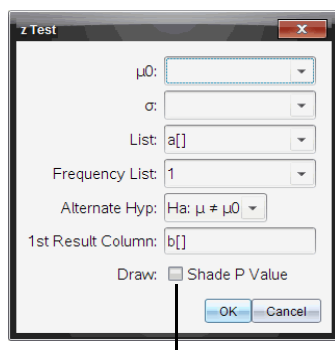 z Test
μ0:
σ:
List: a[]
Frequency List: 1
Alternate Hyp: Ha: μ ≠ μ0
1st Result Column: b[]
Draw: Shade P Value
OK Cancel